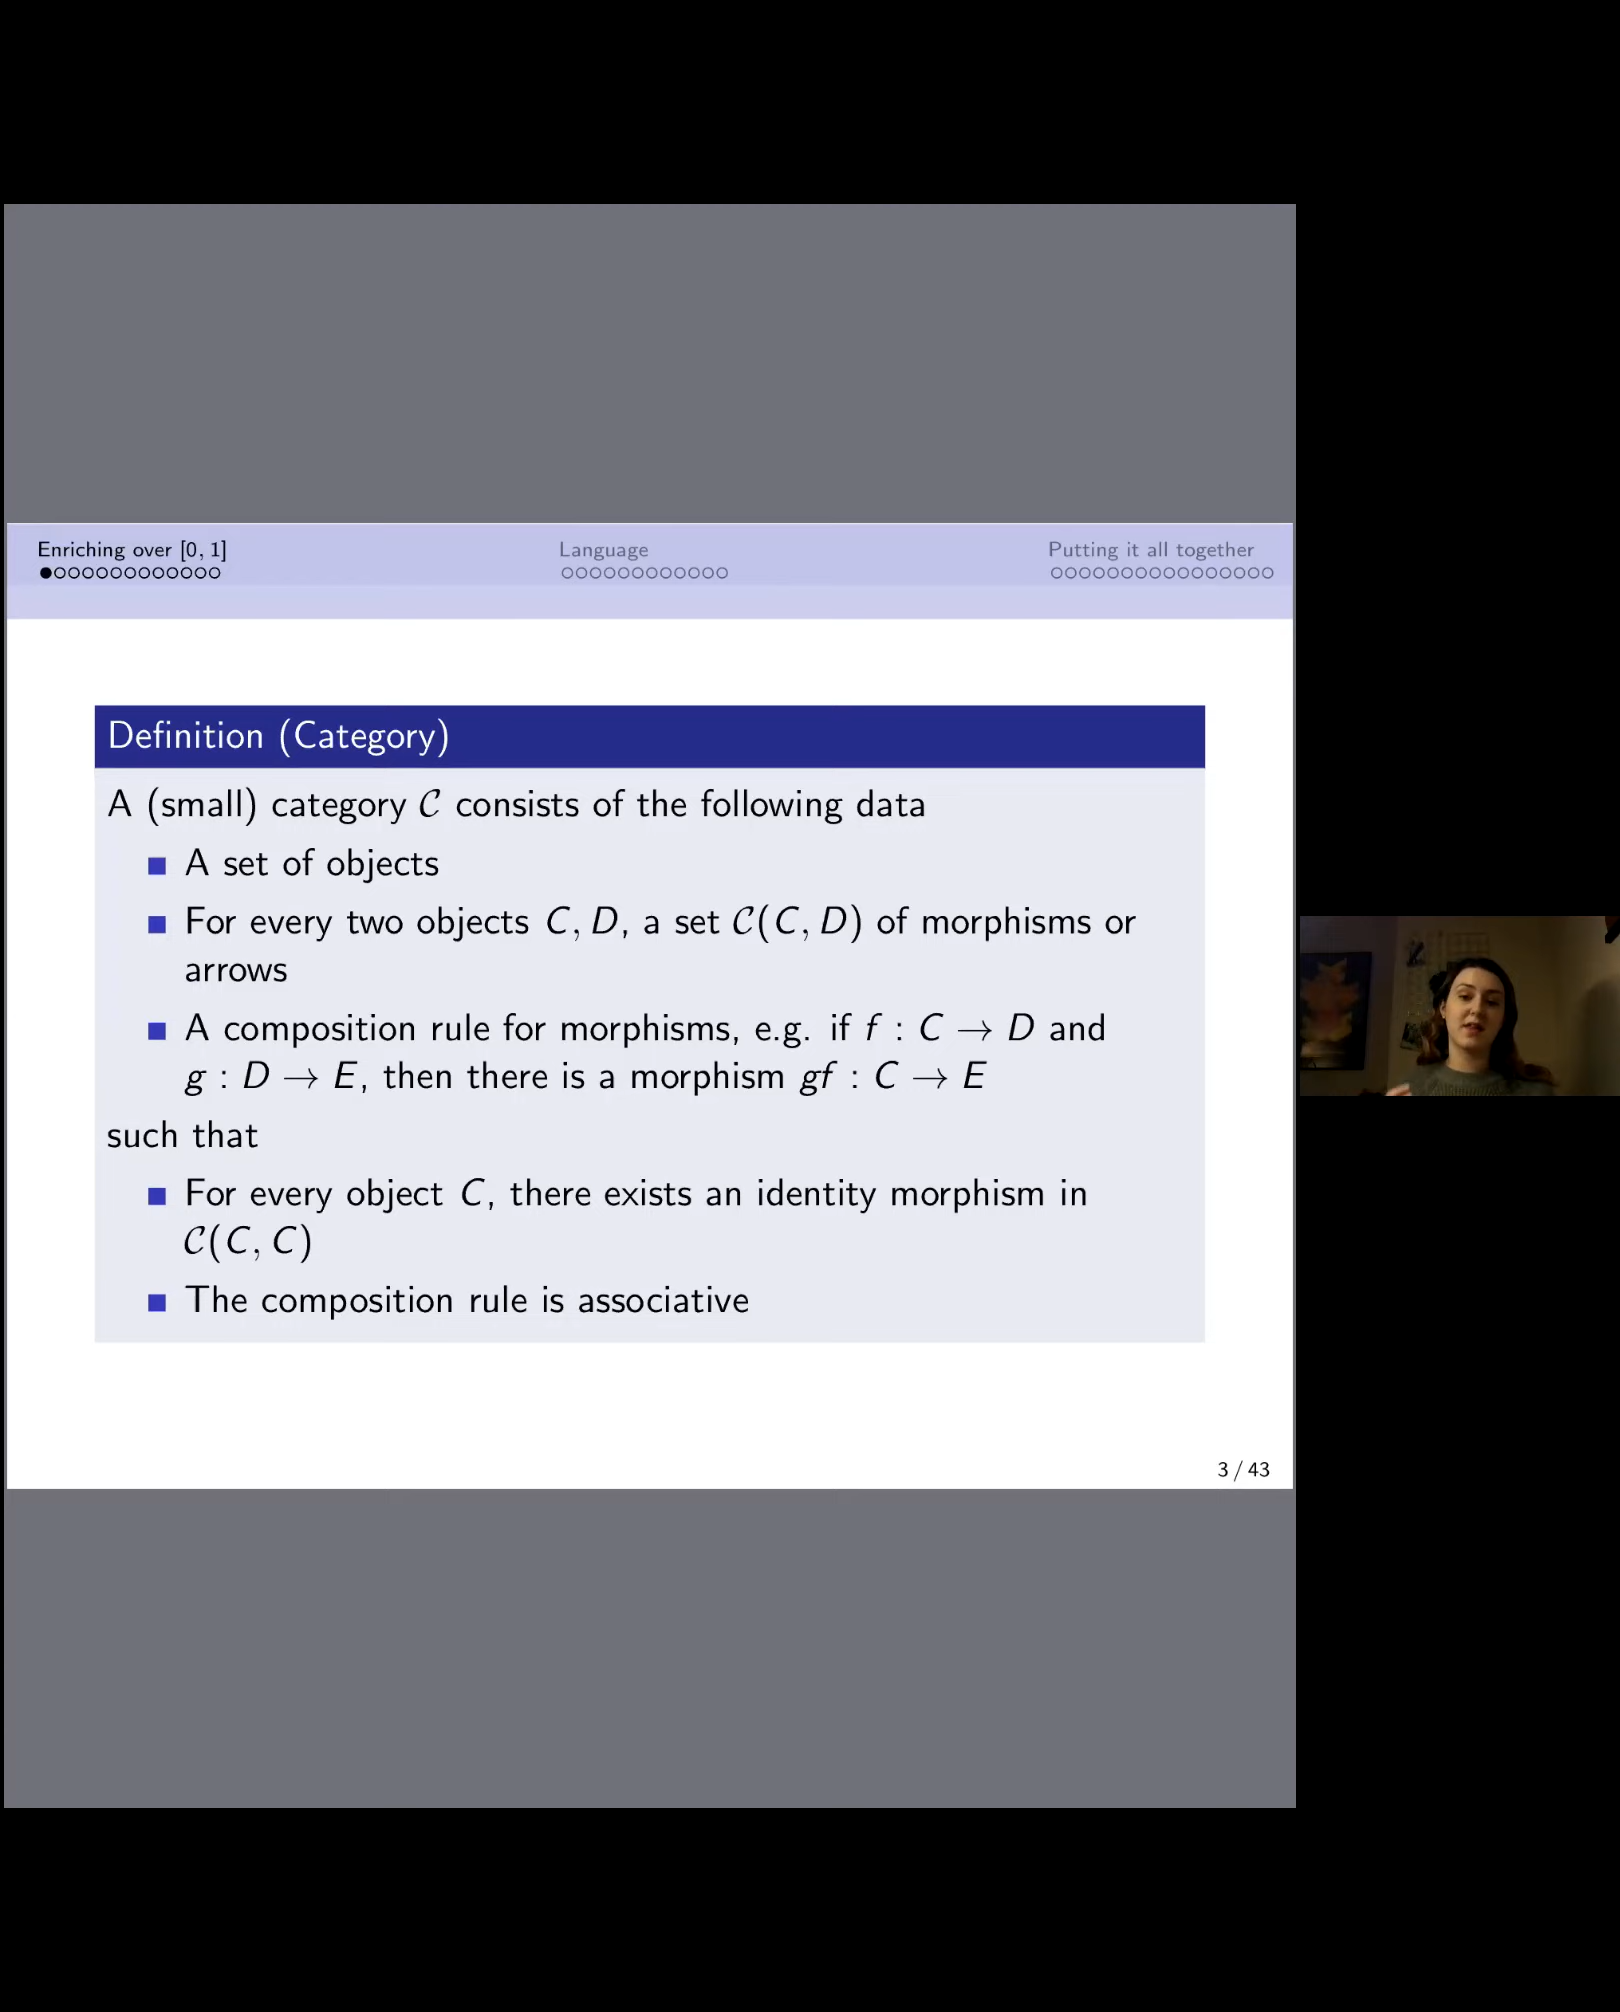 Enriching over [0, 1]
Language
Putting it all together
Definition (Category)
A (small) category 𝒞 consists of the following data
A set of objects
For every two objects C, D, a set 𝒞(C, D) of morphisms or
arrows
A composition rule for morphisms, e.g. if f : C → D and
g : D → E, then there is a morphism gf : C → E
such that
For every object C, there exists an identity morphism in
𝒞(C, C)
The composition rule is associative
3 / 43